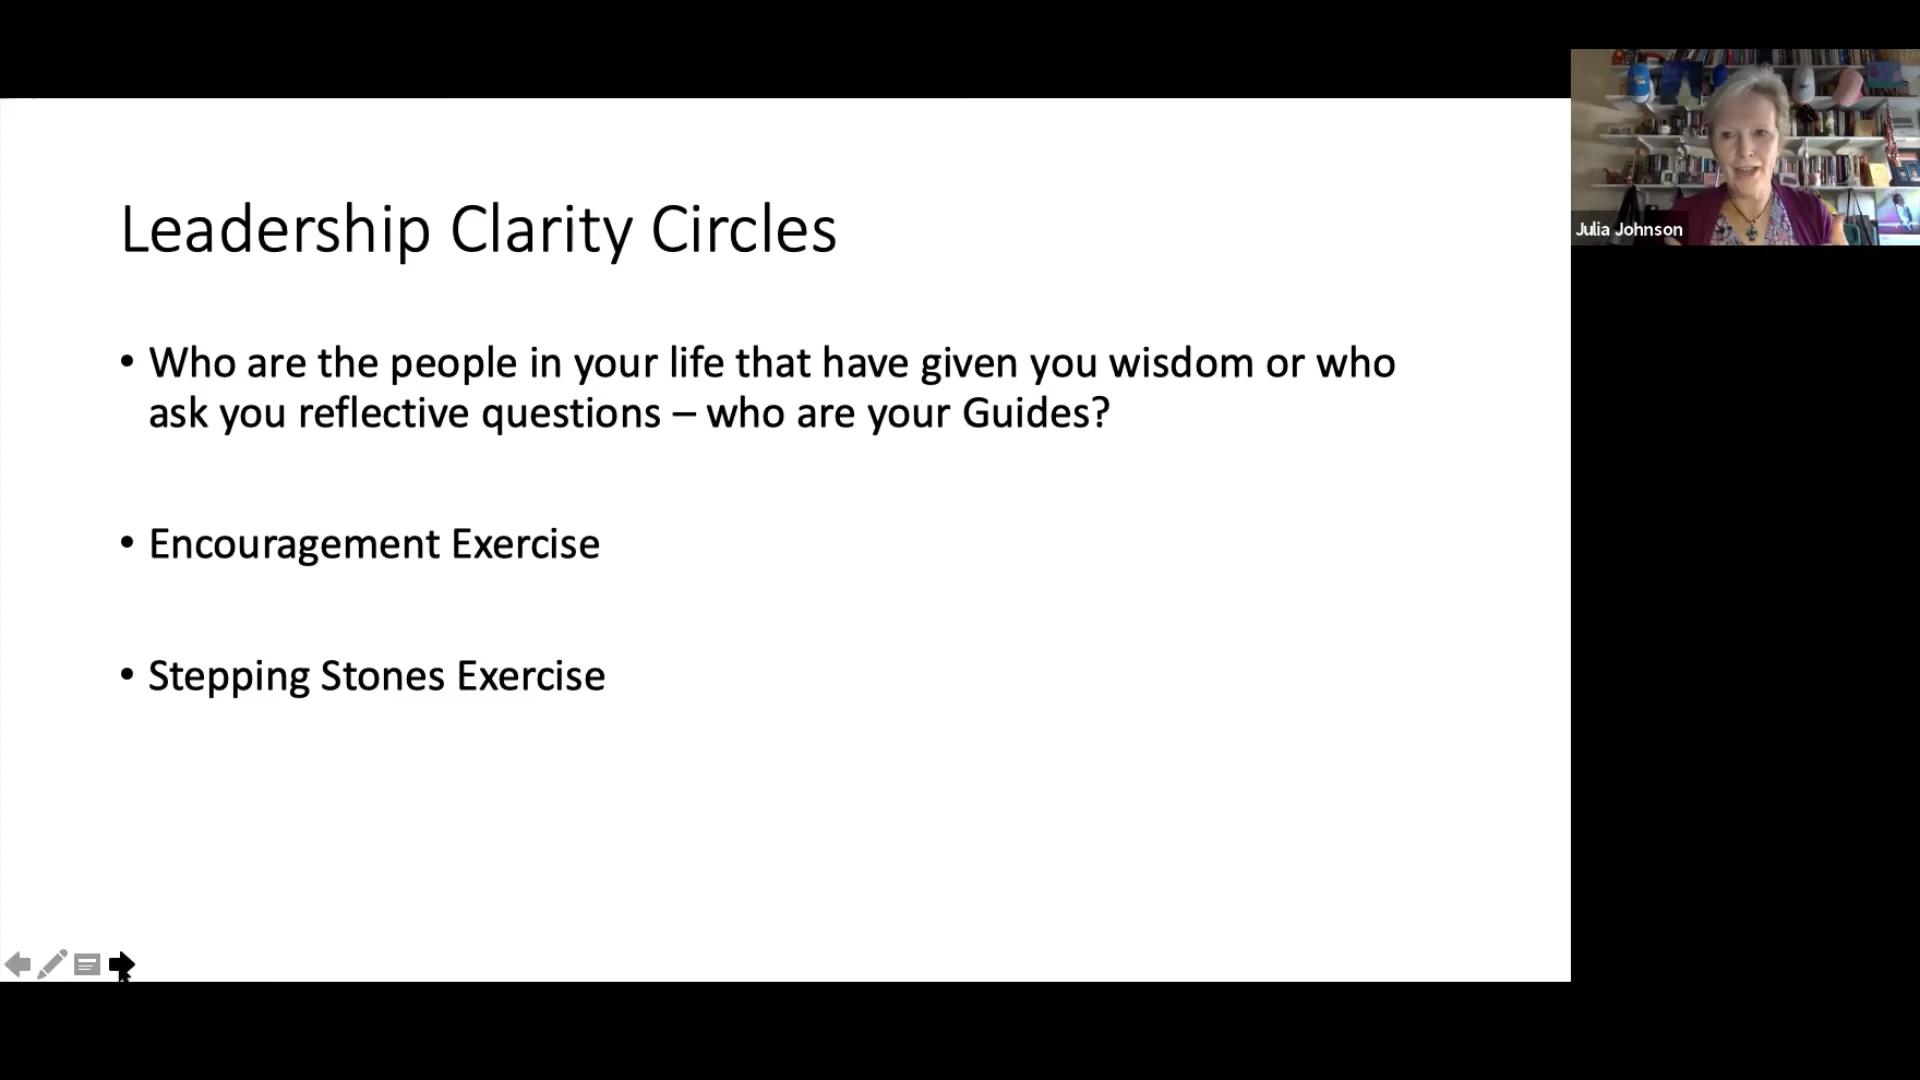 Leadership Clarity Circles
• Who are the people in your life that have given you wisdom or who
ask you reflective questions – who are your Guides?
• Encouragement Exercise
• Stepping Stones Exercise
Julia Johnson